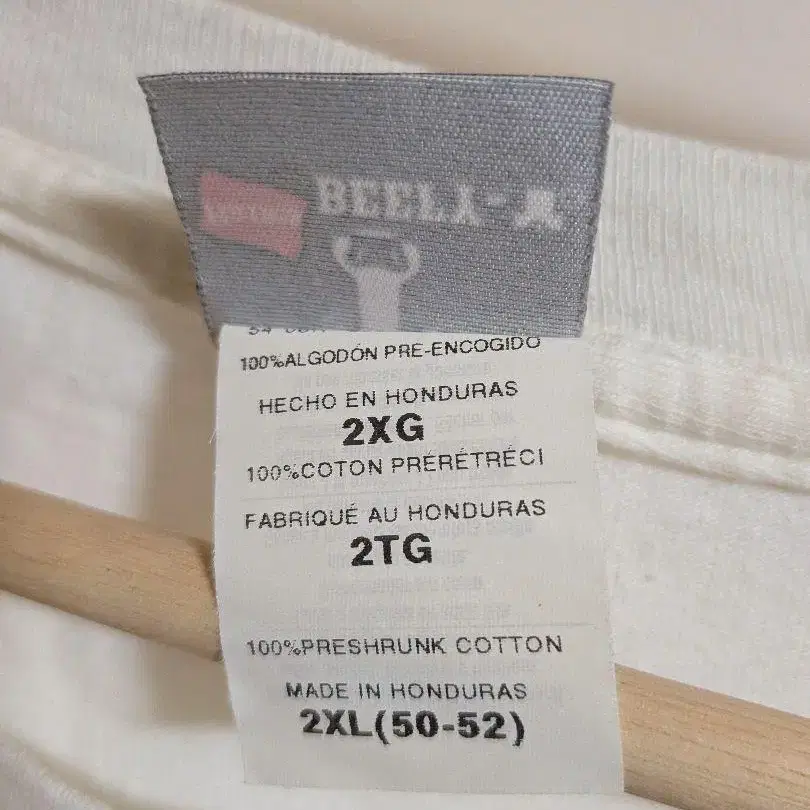 100%ALGODÓN PRE-ENCOGIDO
HECHO EN HONDURAS
2XG
100%COTON PRÉRÉTRÉCI
FABRIQUÉ AU HONDURAS
2TG
100%PRESHRUNK COTTON
MADE IN HONDURAS
2XL(50-52)